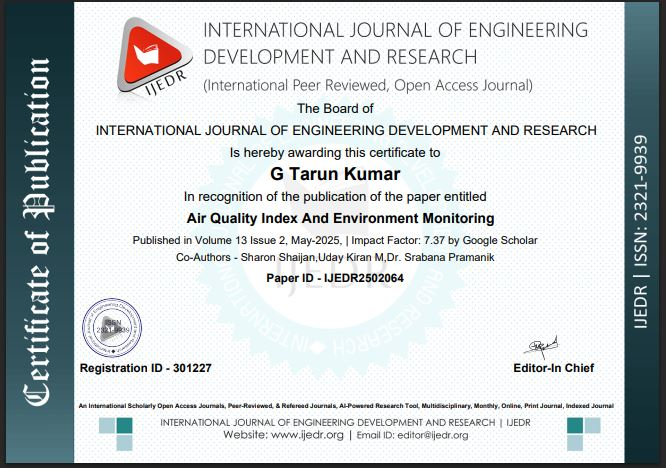 Certificate of Publication
IJEDR
INTERNATIONAL JOURNAL OF ENGINEERING
DEVELOPMENT AND RESEARCH
(International Peer Reviewed, Open Access Journal)
The Board of
INTERNATIONAL JOURNAL OF ENGINEERING DEVELOPMENT AND RESEARCH
Is hereby awarding this certificate to
G Tarun Kumar
In recognition of the publication of the paper entitled
Air Quality Index And Environment Monitoring
Published in Volume 13 Issue 2, May-2025, | Impact Factor: 7.37 by Google Scholar
Co-Authors - Sharon Shaijan,Uday Kiran M,Dr. Srabana Pramanik
Paper ID - IJEDR2502064
IJEDR
ISSN
2321-9939
Registration ID - 301227
Editor-In Chief
An International Scholarly Open Access Journals, Peer-Reviewed, & Refereed Journals, AI-Powered Research Tool, Multidisciplinary, Monthly, Online, Print Journal, Indexed Journal
INTERNATIONAL JOURNAL OF ENGINEERING DEVELOPMENT AND RESEARCH | IJEDR
Website: www.ijedr.org | Email ID: editor@ijedr.org
IJEDR | ISSN: 2321-9939